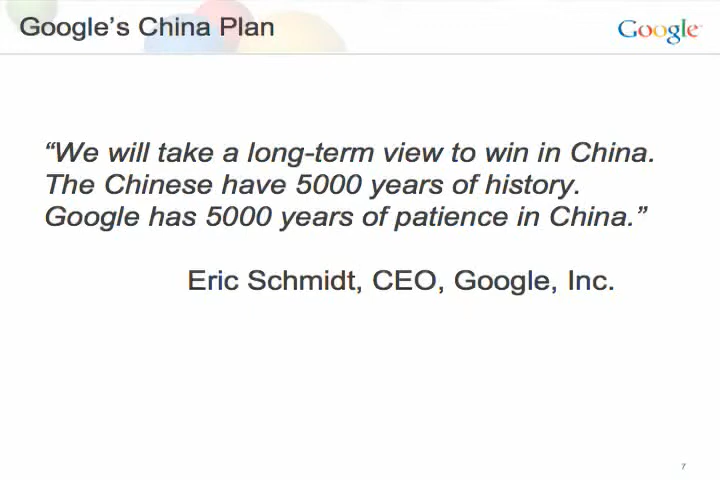 Google's China Plan
Google
“We will take a long-term view to win in China.
The Chinese have 5000 years of history.
Google has 5000 years of patience in China.”
Eric Schmidt, CEO, Google, Inc.
7